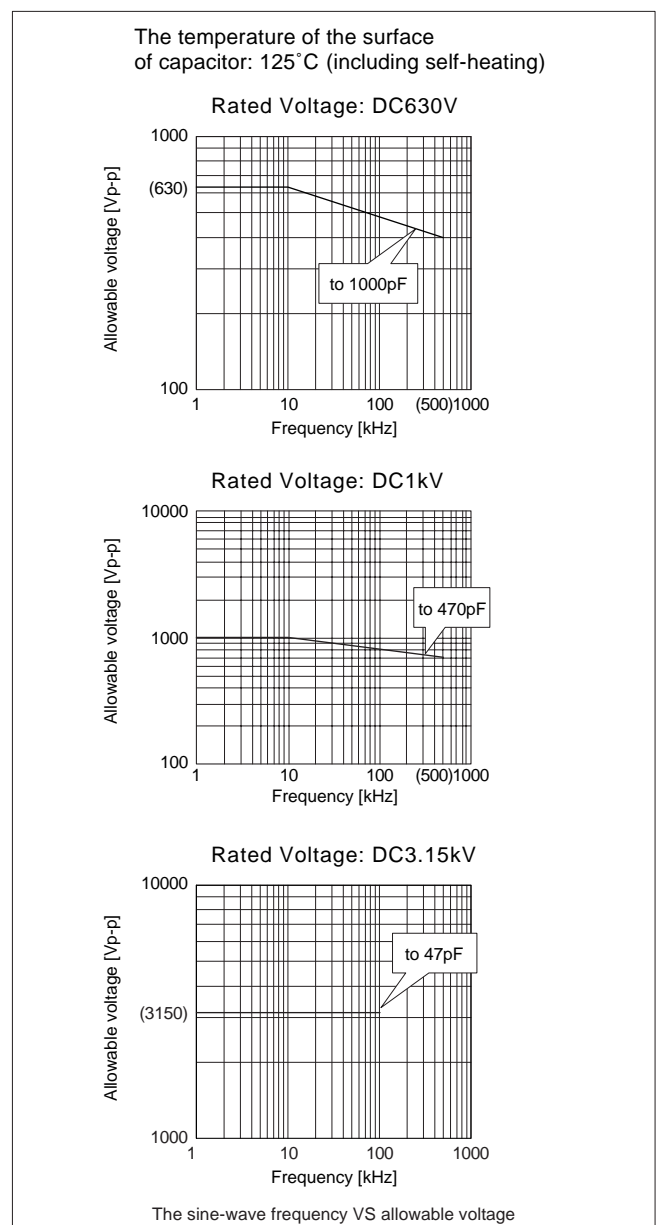 The temperature of the surface
of capacitor: 125˚C (including self-heating)
Rated Voltage: DC630V
Allowable voltage [Vp-p]
1000
(630)
100
to 1000pF
1 10 100 (500)1000
Frequency [kHz]
Rated Voltage: DC1kV
Allowable voltage [Vp-p]
10000
1000
100
to 470pF
1 10 100 (500)1000
Frequency [kHz]
Rated Voltage: DC3.15kV
Allowable voltage [Vp-p]
10000
(3150)
1000
to 47pF
1 10 100 1000
Frequency [kHz]
The sine-wave frequency VS allowable voltage